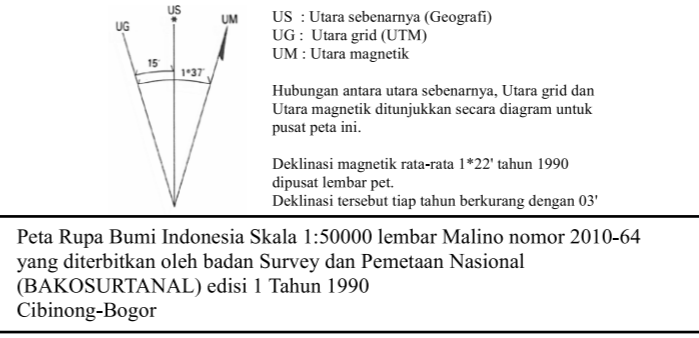 US
UG
UM
15'
1°37'
US : Utara sebenarnya (Geografi)
UG : Utara grid (UTM)
UM : Utara magnetik
Hubungan antara utara sebenarnya, Utara grid dan
Utara magnetik ditunjukkan secara diagram untuk
pusat peta ini.
Deklinasi magnetik rata-rata 1*22' tahun 1990
dipusat lembar pet.
Deklinasi tersebut tiap tahun berkurang dengan 03'
Peta Rupa Bumi Indonesia Skala 1:50000 lembar Malino nomor 2010-64
yang diterbitkan oleh badan Survey dan Pemetaan Nasional
(BAKOSURTANAL) edisi 1 Tahun 1990
Cibinong-Bogor